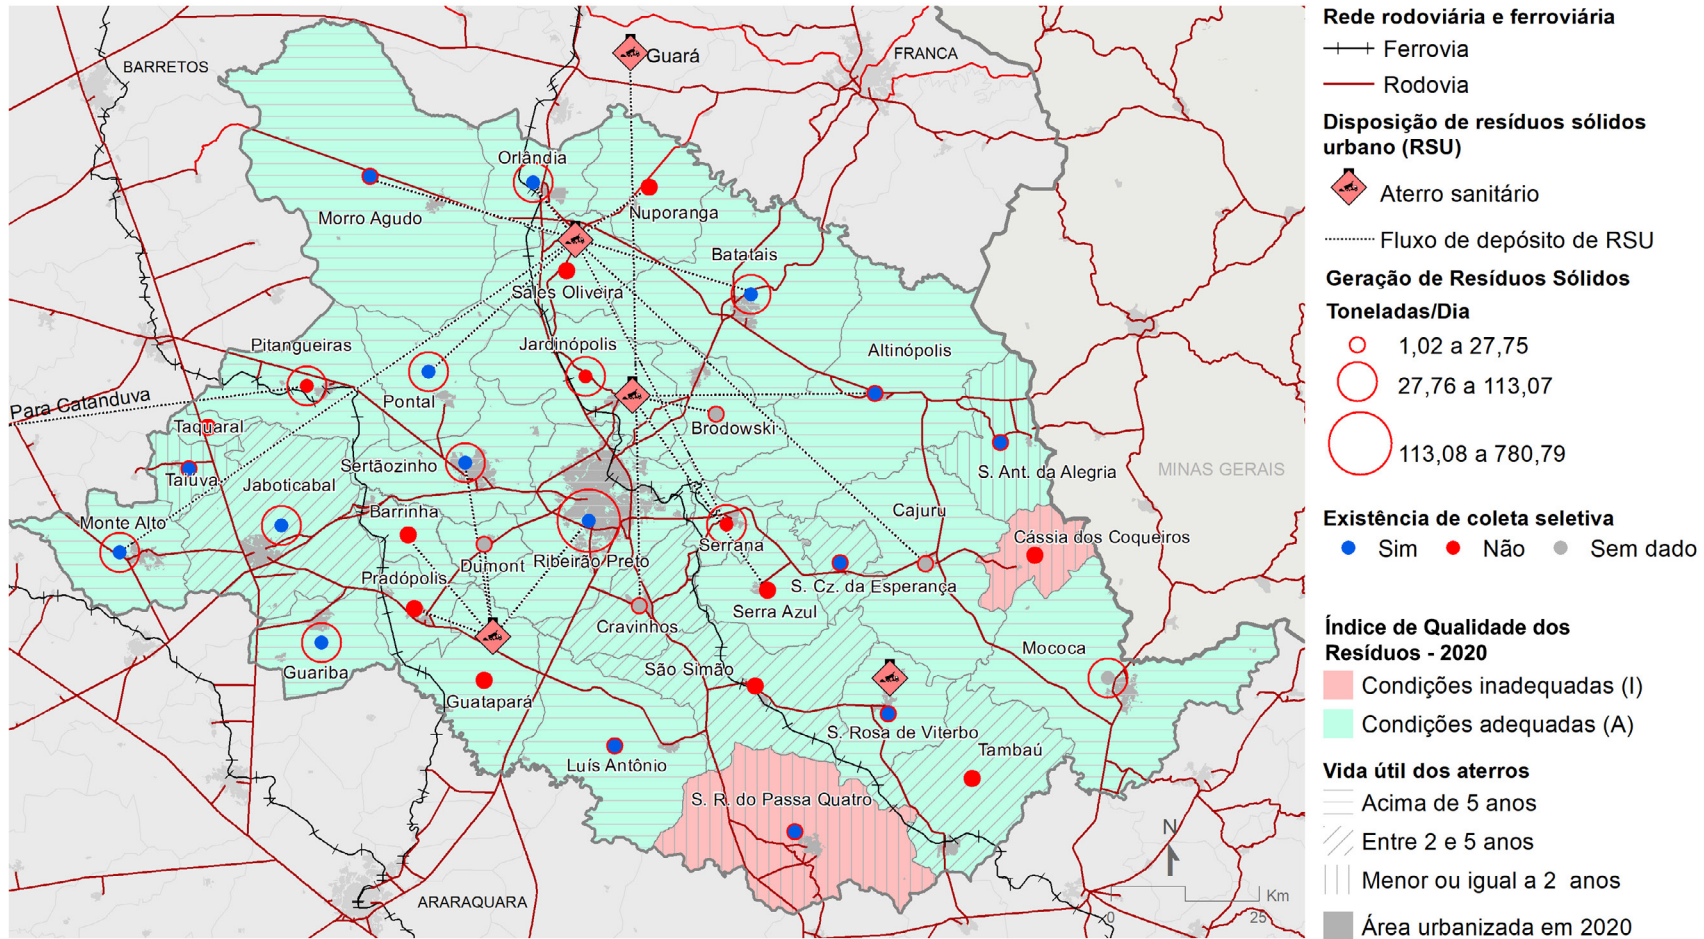 BARRETOS
Guará
FRANCA
Orlândia
Morro Agudo
Nuporanga
Batatais
Sales Oliveira
Pitangueiras
Jardinópolis
Altinópolis
Para Catanduva
Pontal
Taquaral
Brodowski
Sertãozinho
S. Ant. da Alegria
MINAS GERAIS
Taiúva
Jaboticabal
Barrinha
Cajuru
Monte Alto
Cássia dos Coqueiros
Serrana
Dumont
Ribeirão Preto
Pradópolis
S. Cz. da Esperança
Serra Azul
Cravinhos
Mococa
Guariba
São Simão
Guatapará
S. Rosa de Viterbo
Tambaú
Luís Antônio
S. R. do Passa Quatro
ARARAQUARA
N
Km
0
25
Rede rodoviária e ferroviária
Ferrovia
Rodovia
Disposição de resíduos sólidos
urbano (RSU)
Aterro sanitário
Fluxo de depósito de RSU
Geração de Resíduos Sólidos
Toneladas/Dia
1,02 a 27,75
27,76 a 113,07
113,08 a 780,79
Existência de coleta seletiva
Sim Não Sem dado
Índice de Qualidade dos
Resíduos - 2020
Condições inadequadas (I)
Condições adequadas (A)
Vida útil dos aterros
Acima de 5 anos
Entre 2 e 5 anos
Menor ou igual a 2 anos
Área urbanizada em 2020